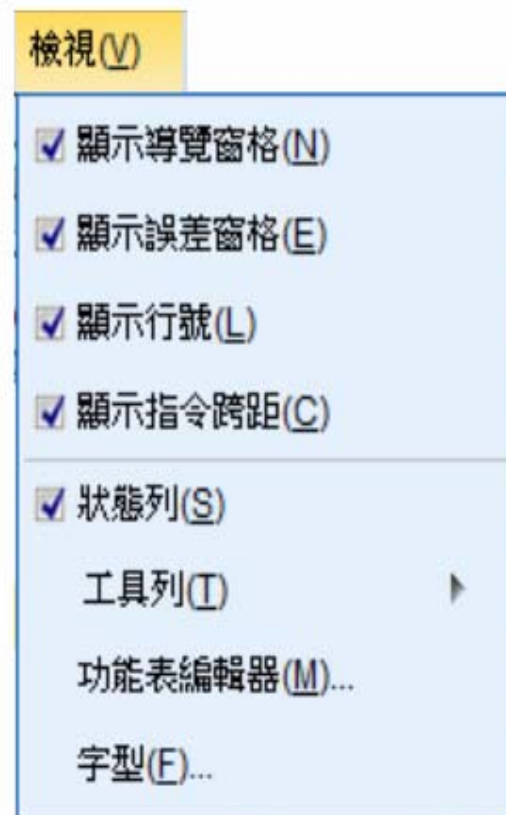 檢視(V)
顯示導覽窗格(N)
顯示誤差窗格(E)
顯示行號(L)
顯示指令跨距(C)
狀態列(S)
工具列(T)
功能表編輯器(M)...
字型(F)...